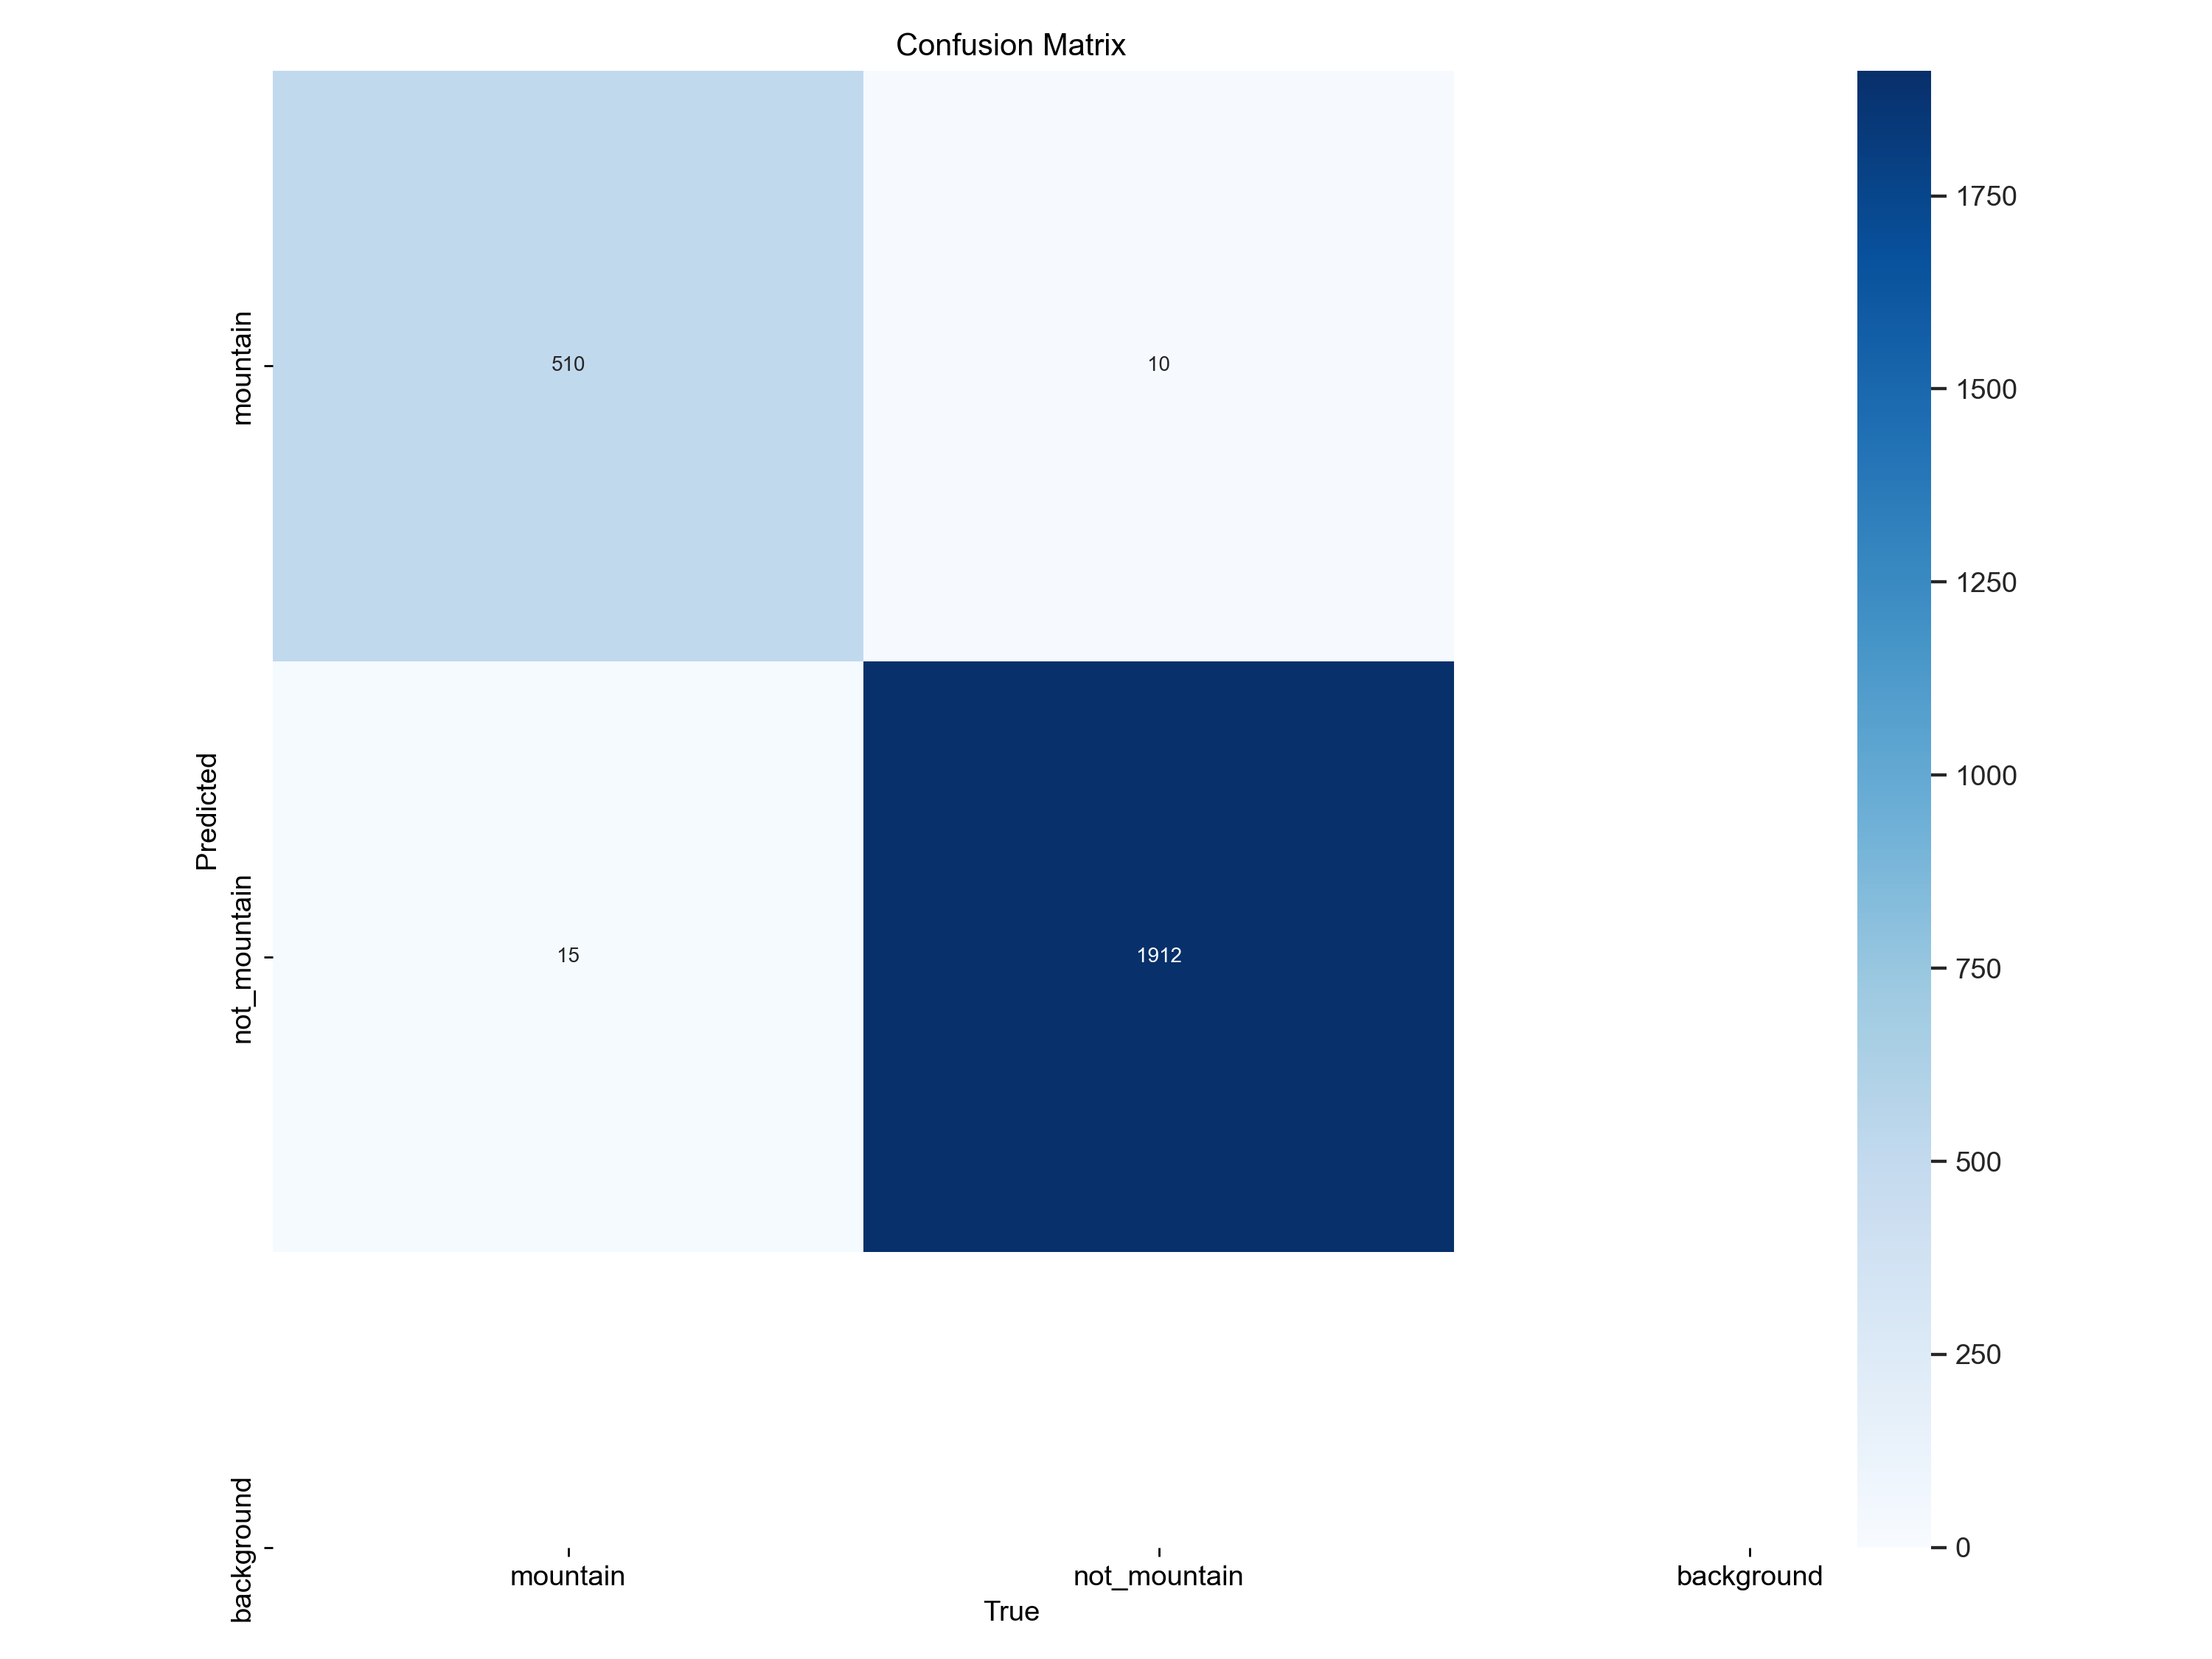 Confusion Matrix
mountain
510
10
1750
1500
1250
1000
750
500
250
0
Predicted
not_mountain
15
1912
background
mountain
not_mountain
background
True